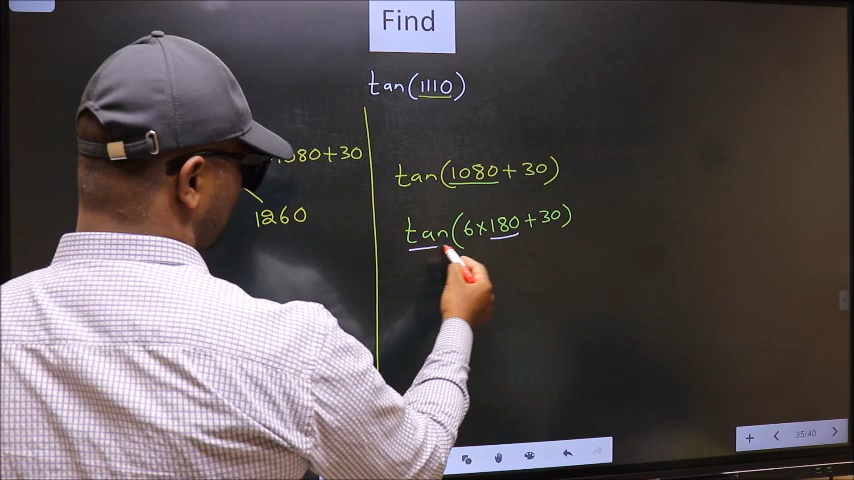 Find
tan(1110)
1080+30
1260
tan(1080+30)
tan(6×180+30)
35/40